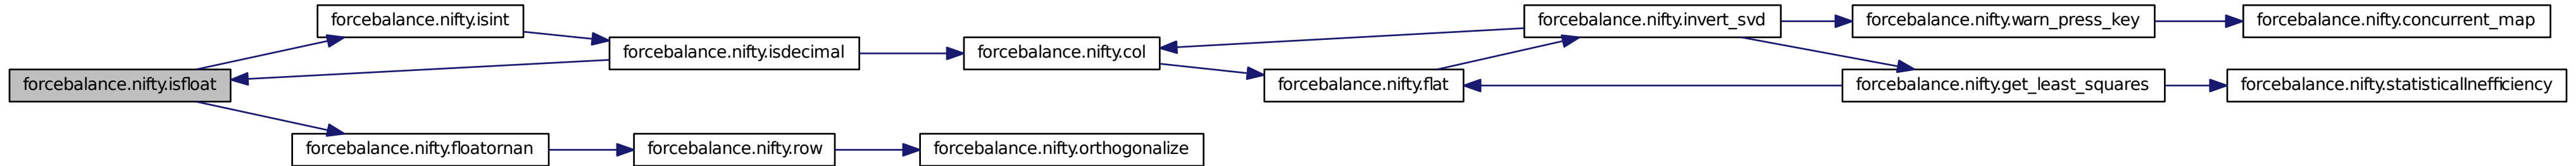 forcebalance.nifty.isint
forcebalance.nifty.invert_svd
forcebalance.nifty.warn_press_key
forcebalance.nifty.concurrent_map
forcebalance.nifty.isdecimal
forcebalance.nifty.col
forcebalance.nifty.isfloat
forcebalance.nifty.flat
forcebalance.nifty.get_least_squares
forcebalance.nifty.statisticalInefficiency
forcebalance.nifty.floatornan
forcebalance.nifty.row
forcebalance.nifty.orthogonalize